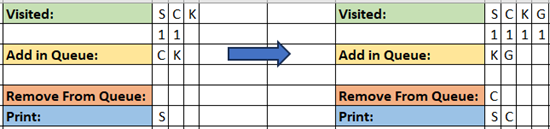 Visited: S C K
1 1
Add in Queue: C K
Remove From Queue:
Print: S
Visited: S C K G
1 1 1 1
Add in Queue: K G
Remove From Queue: C
Print: S C